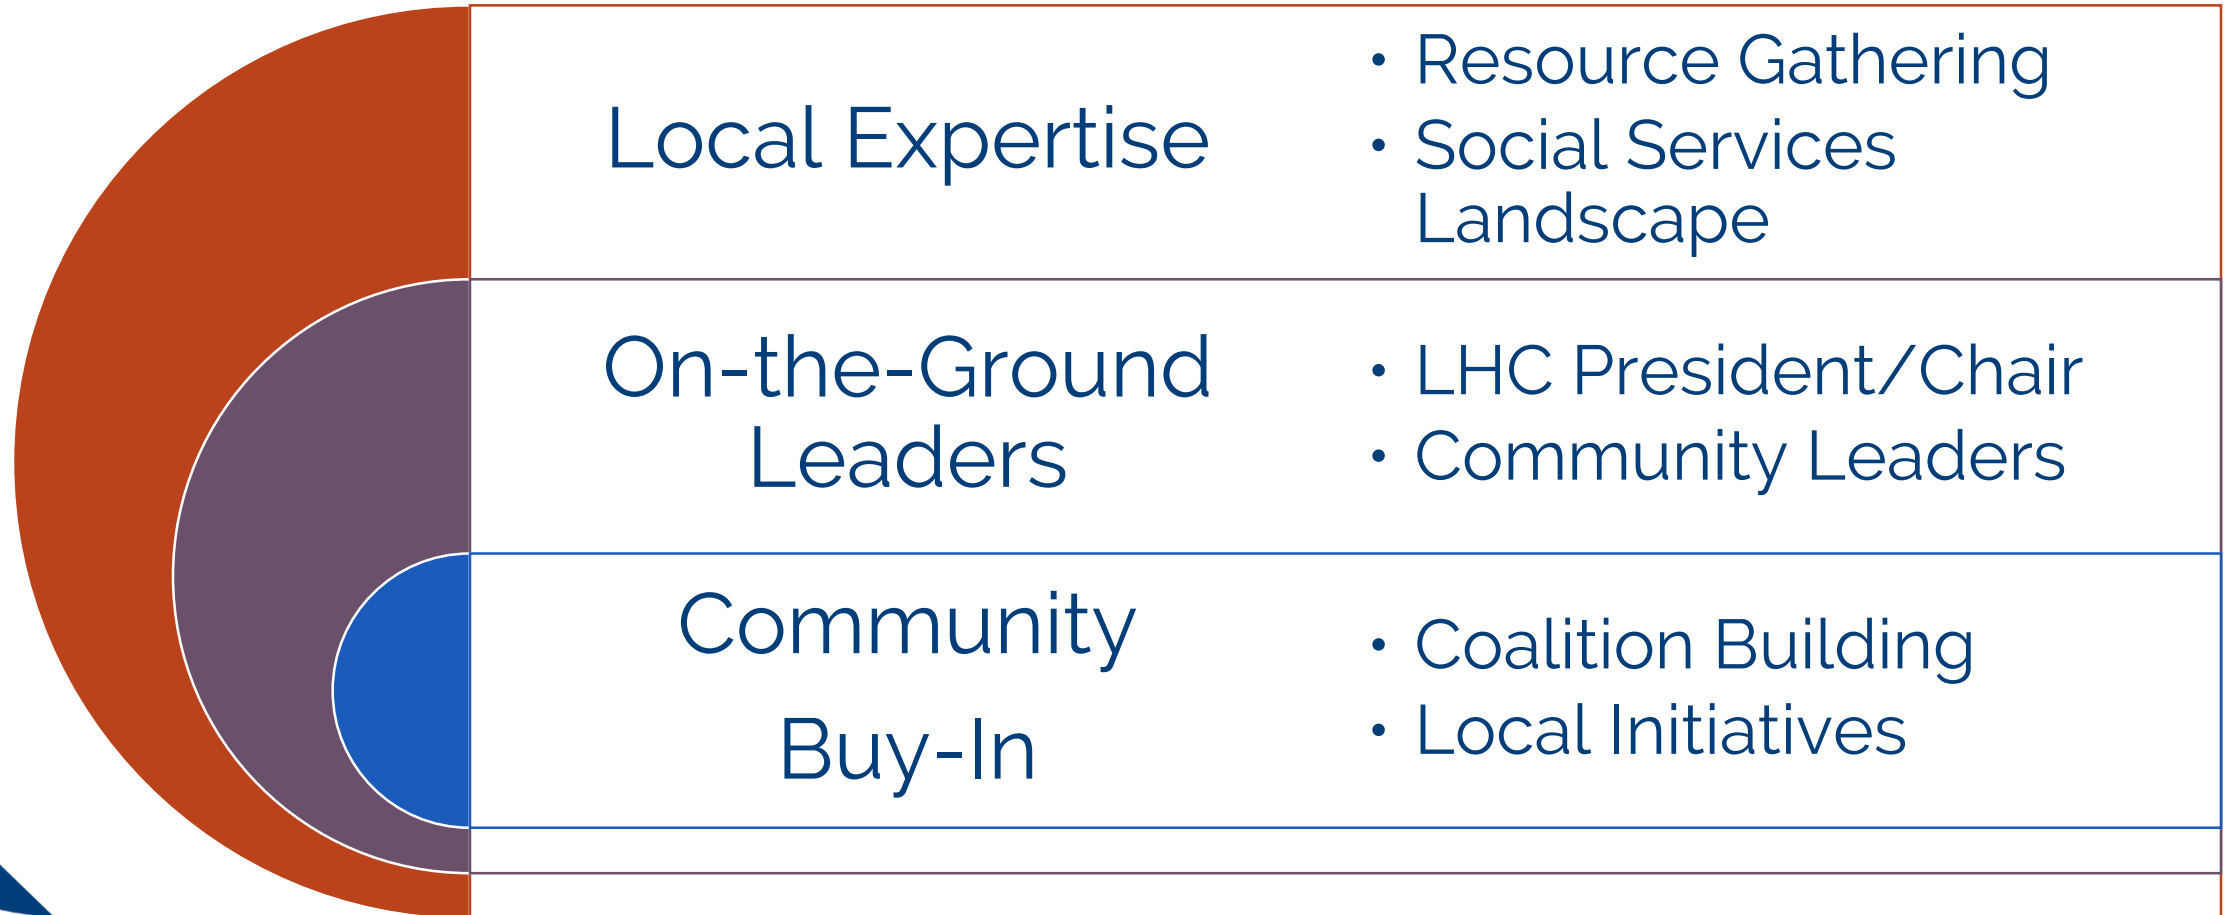 Local Expertise
• Resource Gathering
• Social Services
Landscape
On-the-Ground
Leaders
• LHC President/Chair
• Community Leaders
Community
Buy-In
• Coalition Building
• Local Initiatives